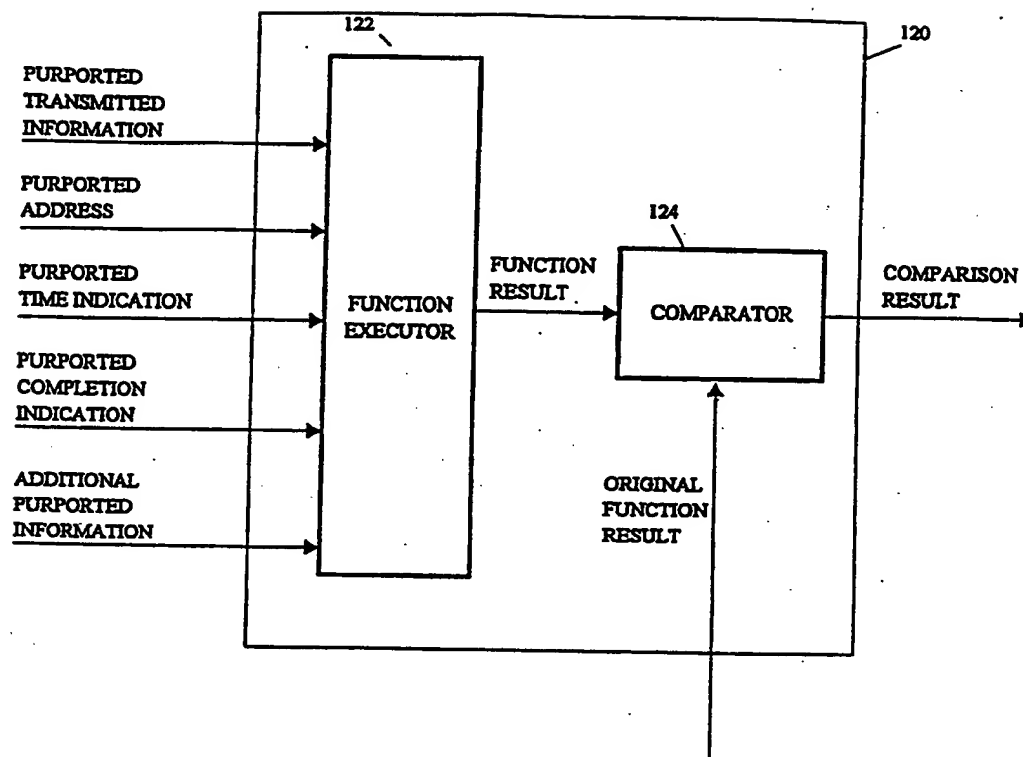 122
120
PURPORTED
TRANSMITTED
INFORMATION
PURPORTED
ADDRESS
124
PURPORTED
TIME INDICATION
FUNCTION
EXECUTOR
FUNCTION
RESULT
COMPARATOR
COMPARISON
RESULT
PURPORTED
COMPLETION
INDICATION
ADDITIONAL
PURPORTED
INFORMATION
ORIGINAL
FUNCTION
RESULT